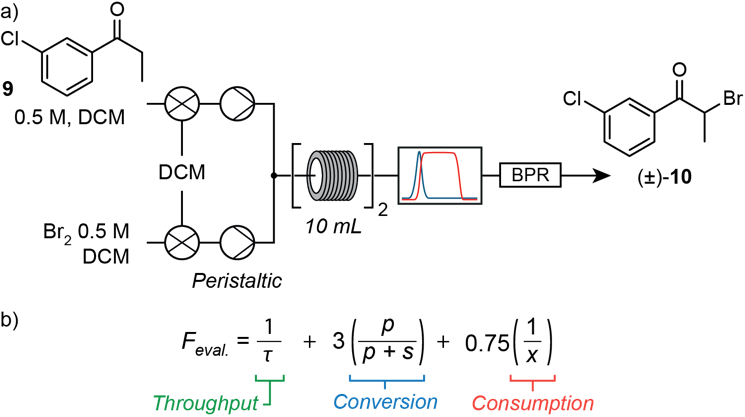 a)
O
Cl
9
0.5 M, DCM
DCM
Br2 0.5 M
DCM
Peristaltic
10 mL
2
BPR
O
Cl
Br
(±)-10
b)
Feval. = 1/τ + 3 (p/p + s) + 0.75 (1/x)
Throughput Conversion Consumption